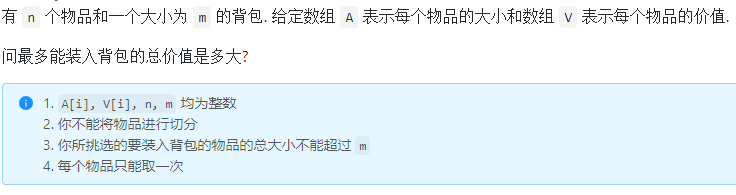 有 n 个物品和一个大小为 m 的背包. 给定数组 A 表示每个物品的大小和数组 V 表示每个物品的价值.
问最多能装入背包的总价值是多大?
1. A[i], V[i], n, m 均为整数
2. 你不能将物品进行切分
3. 你所挑选的要装入背包的物品的总大小不能超过 m
4. 每个物品只能取一次